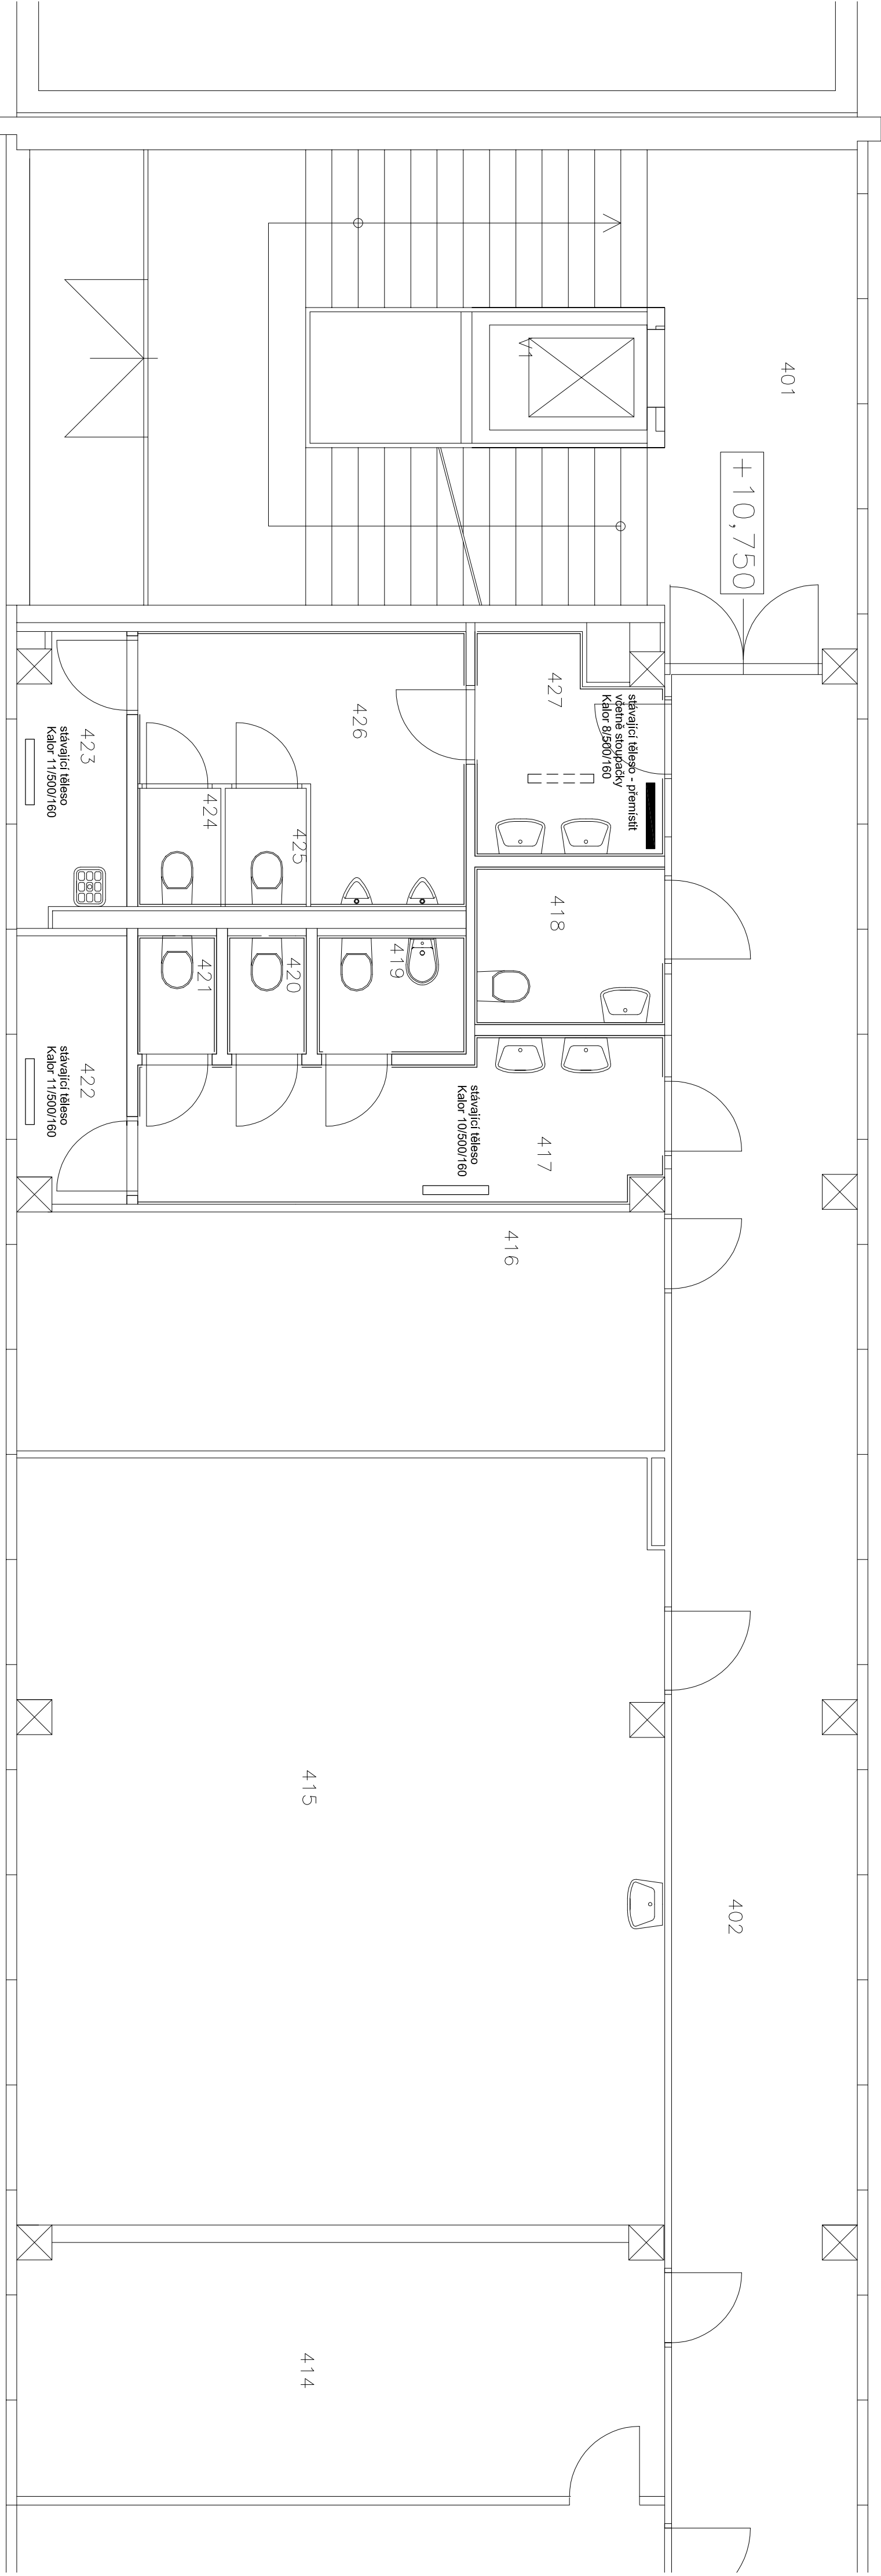 401
+10,750
V1
427
stávající těleso - přemístit
včetně stoupačky
Kalor 8/500/160
426
423
stávající těleso
Kalor 11/500/160
424
425
418
419
420
421
422
stávající těleso
Kalor 11/500/160
stávající těleso
Kalor 10/500/160
417
416
415
402
414